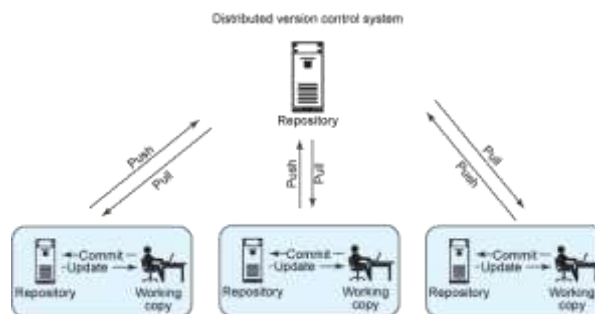 Distributed version control system
Repository
Push
Pull
Push
Pull
Pull
Push
Commit
Update
Repository
Working
copy
Commit
Update
Repository
Working
copy
Commit
Update
Repository
Working
copy